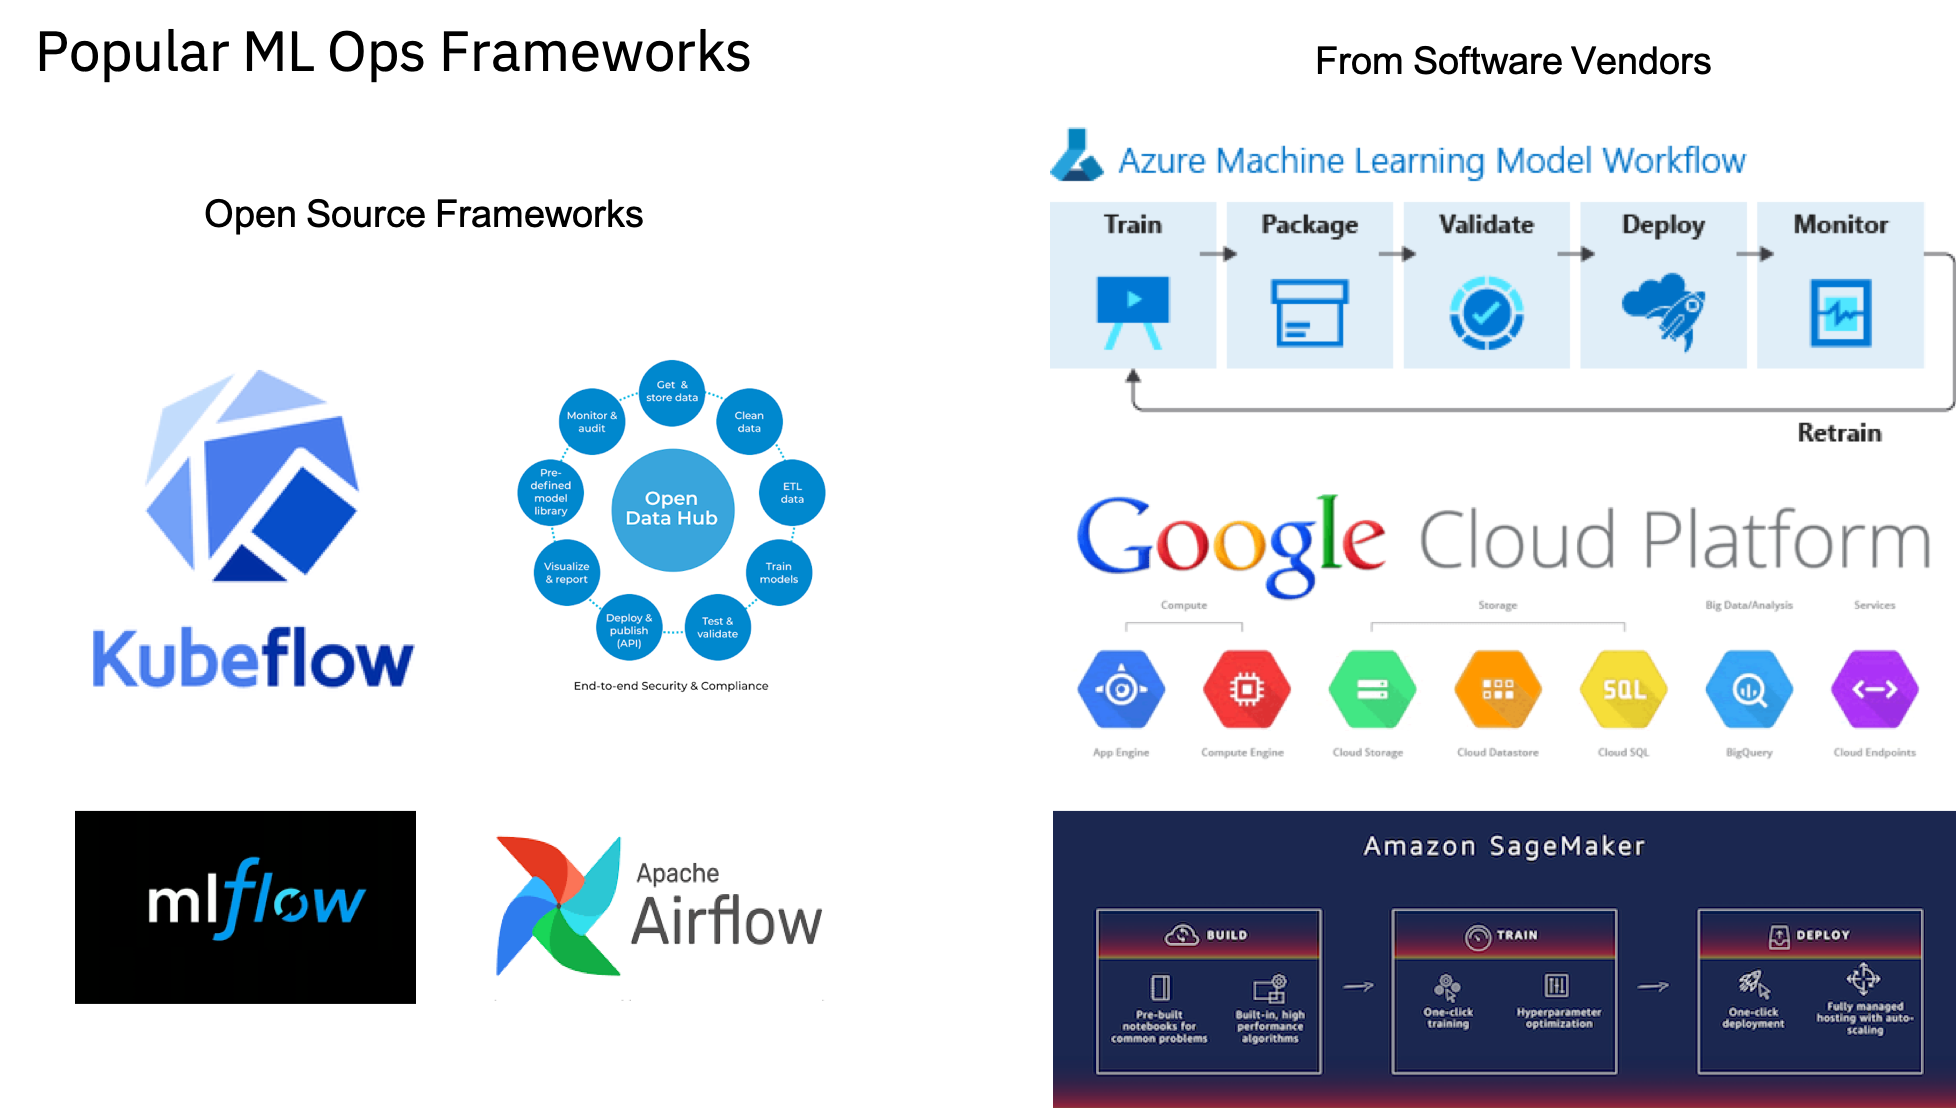 Popular ML Ops Frameworks
Open Source Frameworks
Kubeflow
Get &
store data
Clean
data
ETL
data
Train
models
Test &
validate
Deploy &
publish
(API)
Visualize
& report
Pre-
defined
model
library
Monitor &
audit
Open
Data Hub
End-to-end Security & Compliance
mlflow
Apache
Airflow
From Software Vendors
Azure Machine Learning Model Workflow
Train
Package
Validate
Deploy
Monitor
Retrain
Google Cloud Platform
Compute
Storage
Big Data/Analysis
Services
SQL
App Engine
Compute Engine
Cloud Storage
Cloud Datastore
Cloud SQL
BigQuery
Cloud Endpoints
Amazon SageMaker
BUILD
Pre-built
notebooks for
common problems
Built-in, high
performance
algorithms
TRAIN
One-click
training
Hyperparameter
optimization
DEPLOY
One-click
deployment
Fully managed
hosting with auto-
scaling